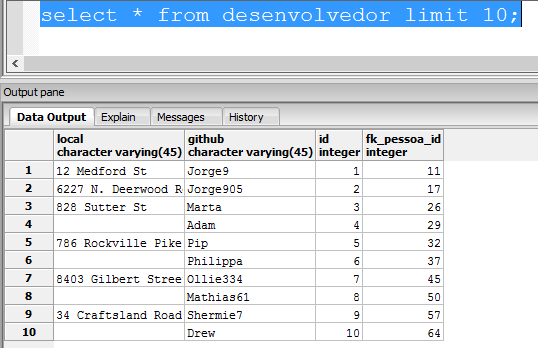 select * from desenvolvedor limit 10;
Output pane
Data Output Explain Messages History
local character varying(45) github character varying(45) id integer fk_pessoa_id integer
1 12 Medford St Jorge9 1 11
2 6227 N. Deerwood Jorge905 2 17
3 828 Sutter St Marta 3 26
4 Adam 4 29
5 786 Rockville Pike Pip 5 32
6 Philippa 6 37
7 8403 Gilbert Stree Ollie334 7 45
8 Mathias61 8 50
9 34 Craftsland Road Shermie7 9 57
10 Drew 10 64